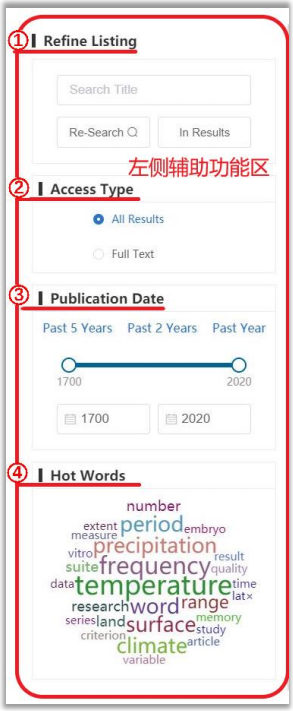 ① Refine Listing
Search Title
Re-Search In Results
左侧辅助功能区
② Access Type
All Results
Full Text
③ Publication Date
Past 5 Years Past 2 Years Past Year
1700 2020
1700 2020
④ Hot Words
number
extent period embryo
measure
vitro precipitation result
suite frequency quality
data temperature time
lat×
research word range
series land surface memory
study
criterion climate article
variable